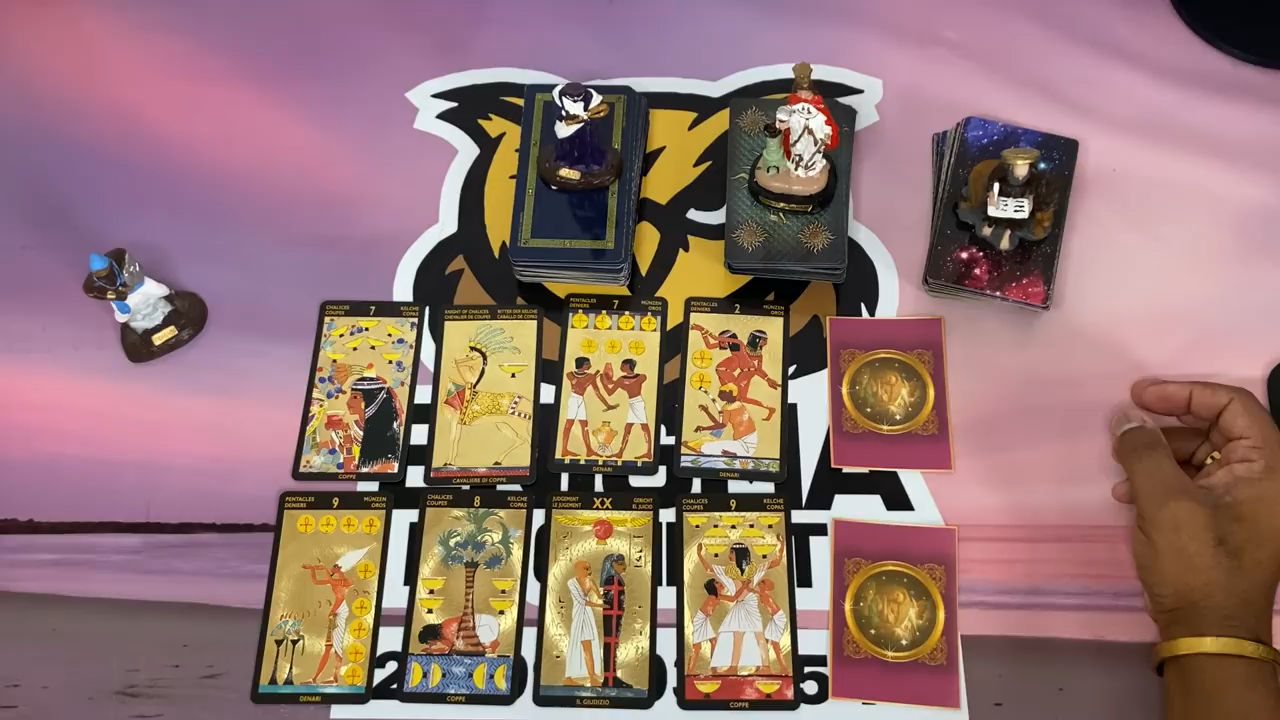 CHALICES 7 KELCHE
COUPES COPAS
COPPE
KNIGHT OF CHALICES RITTER DER KELCHE
CHEVALIER DE COUPES CABALLO DE COPAS
CAVALIERE DI COPPE
PENTACLES 7 MÜNZEN
DENIERS OROS
DENARI
PENTACLES 2 MÜNZEN
DENIERS OROS
DENARI
PENTACLES 9 MÜNZEN
DENIERS OROS
DENARI
CHALICES 8 KELCHE
COUPES COPAS
COPPE
JUDGEMENT XX GERICHT
LE JUGEMENT EL JUICIO
IL GIUDIZIO
CHALICES 9 KELCHE
COUPES COPAS
COPPE